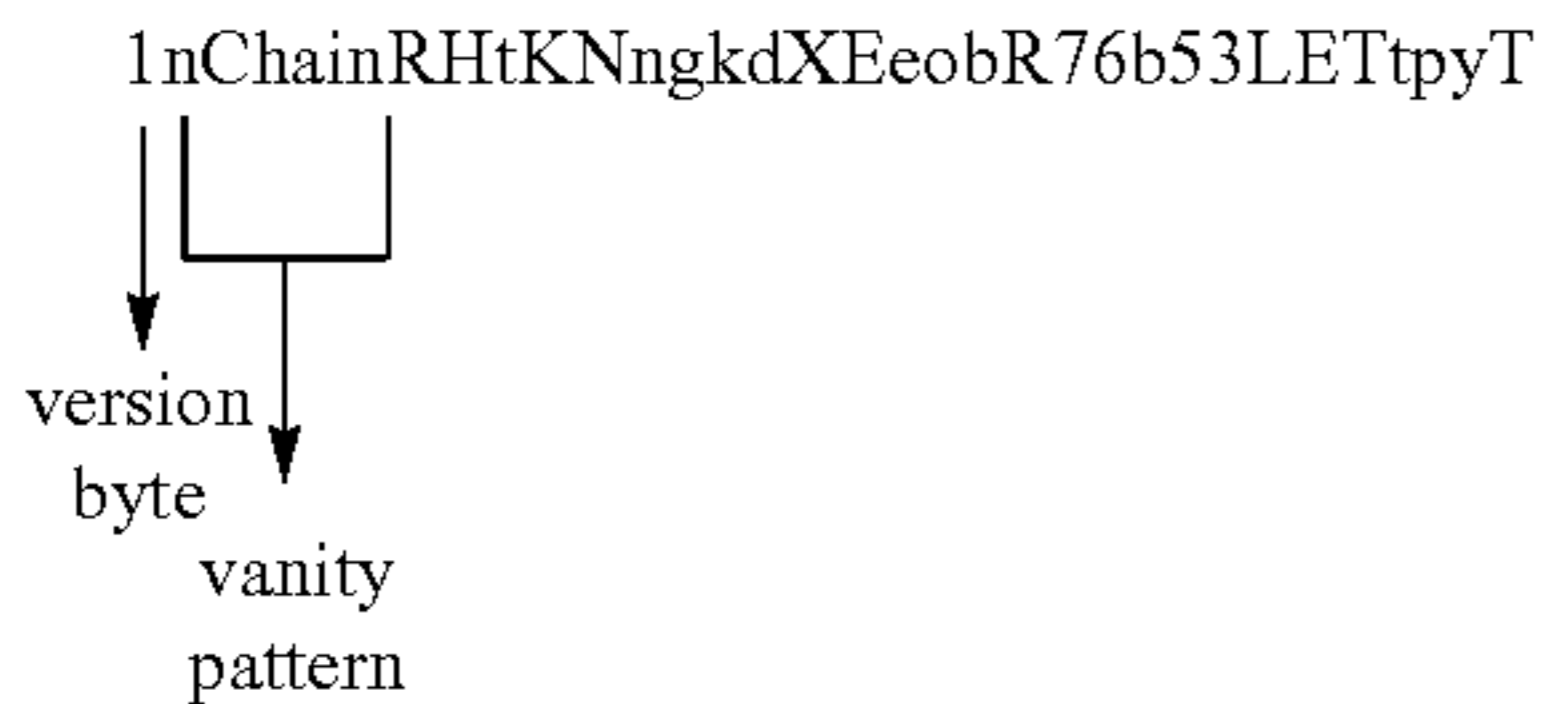 1nChainRHtKNngkdXEeobR76b53LETtpyT
version
byte
vanity
pattern